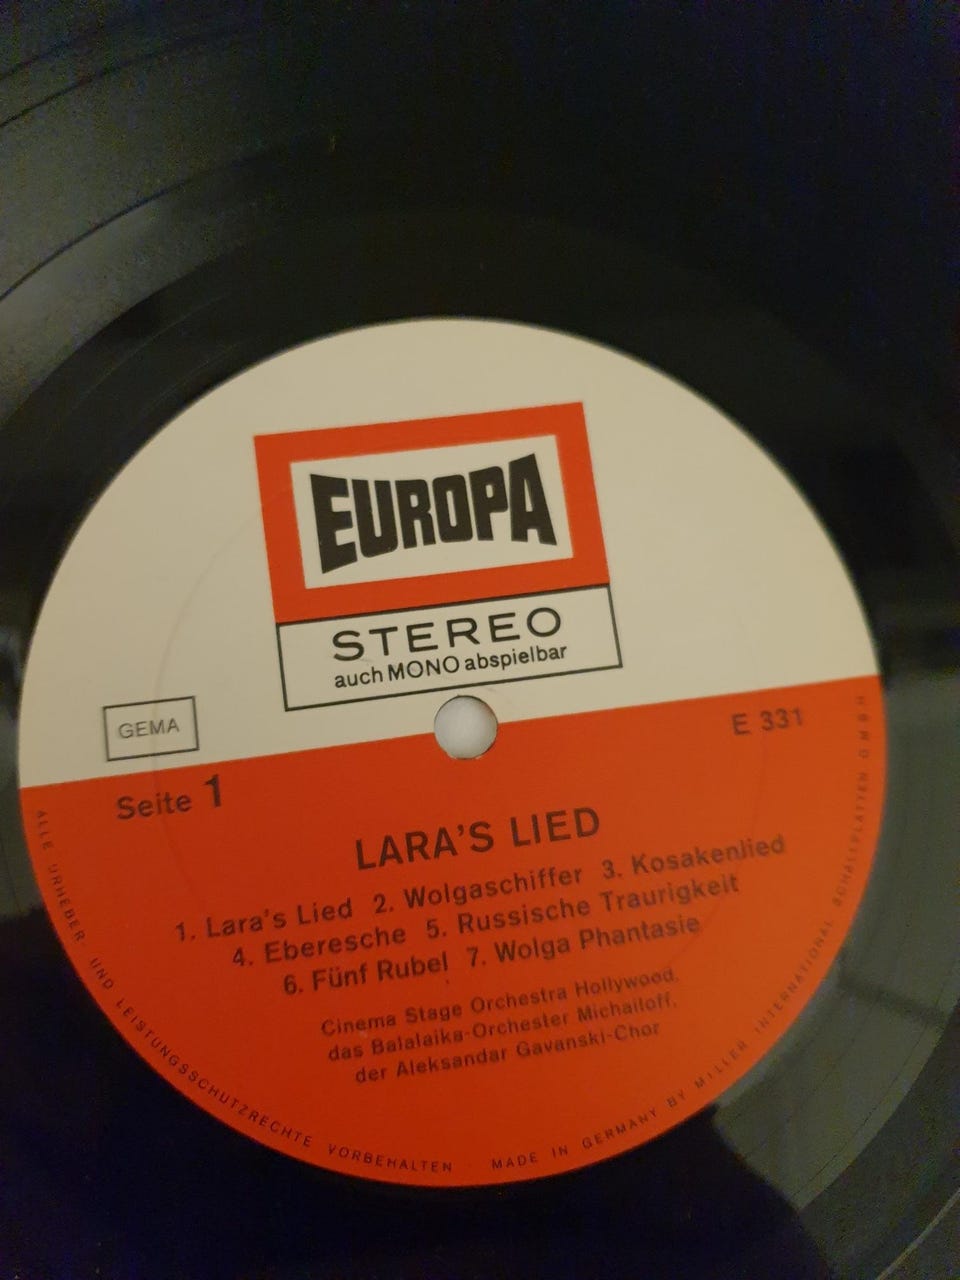 EUROPA
STEREO
auch MONO abspielbar
GEMA
E 331
Seite 1
LARA'S LIED
1. Lara's Lied 2. Wolgaschiffer 3. Kosakenlied
4. Eberesche 5. Russische Traurigkeit
6. Fünf Rubel 7. Wolga Phantasie
Cinema Stage Orchestra Hollywood,
das Balalaika-Orchester Michailoff,
der Aleksandar Gavanski-Chor
ALLE URHEBER- UND LEISTUNGSSCHUTZRECHTE VORBEHALTEN MADE IN GERMANY BY MILLER INTERNATIONAL SCHALLPLATTEN GMBH